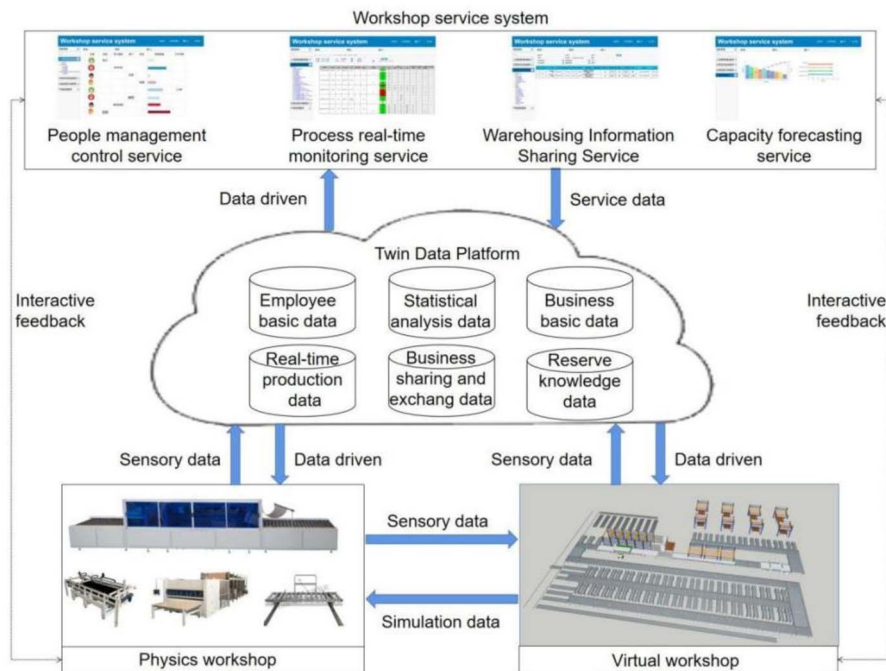 Workshop service system
Workshop service system
Workshop service system
Workshop service system
Workshop service system
People management
control service
Process real-time
monitoring service
Warehousing Information
Sharing Service
Capacity forecasting
service
Data driven
Service data
Twin Data Platform
Interactive
feedback
Employee
basic data
Statistical
analysis data
Business
basic data
Interactive
feedback
Real-time
production
data
Business
sharing and
exchang data
Reserve
knowledge
data
Sensory data
Data driven
Sensory data
Data driven
Sensory data
Simulation data
Physics workshop
Virtual workshop